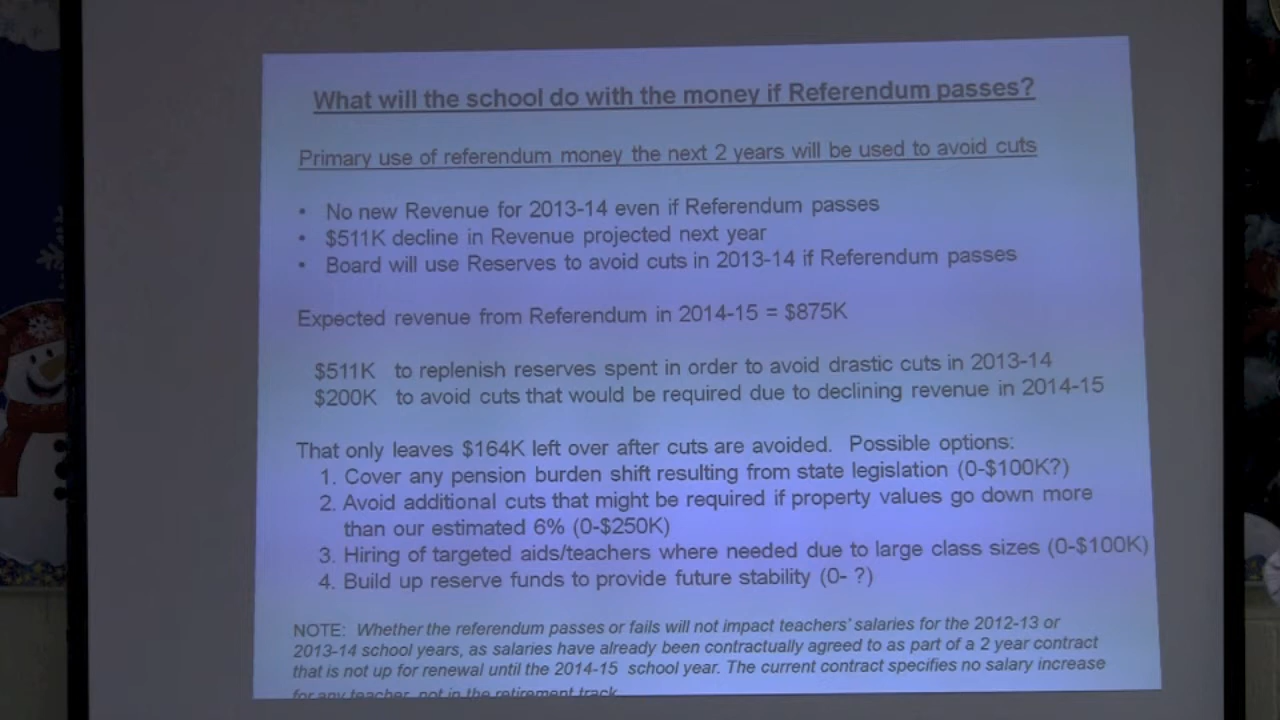 What will the school do with the money if Referendum passes?
Primary use of referendum money the next 2 years will be used to avoid cuts
• No new Revenue for 2013-14 even if Referendum passes
• $511K decline in Revenue projected next year
• Board will use Reserves to avoid cuts in 2013-14 if Referendum passes
Expected revenue from Referendum in 2014-15 = $875K
$511K to replenish reserves spent in order to avoid drastic cuts in 2013-14
$200K to avoid cuts that would be required due to declining revenue in 2014-15
That only leaves $164K left over after cuts are avoided. Possible options:
1. Cover any pension burden shift resulting from state legislation (0-$100K?)
2. Avoid additional cuts that might be required if property values go down more
than our estimated 6% (0-$250K)
3. Hiring of targeted aids/teachers where needed due to large class sizes (0-$100K)
4. Build up reserve funds to provide future stability (0- ?)
NOTE: Whether the referendum passes or fails will not impact teachers' salaries for the 2012-13 or
2013-14 school years, as salaries have already been contractually agreed to as part of a 2 year contract
that is not up for renewal until the 2014-15 school year. The current contract specifies no salary increase
for any teacher not in the retirement track